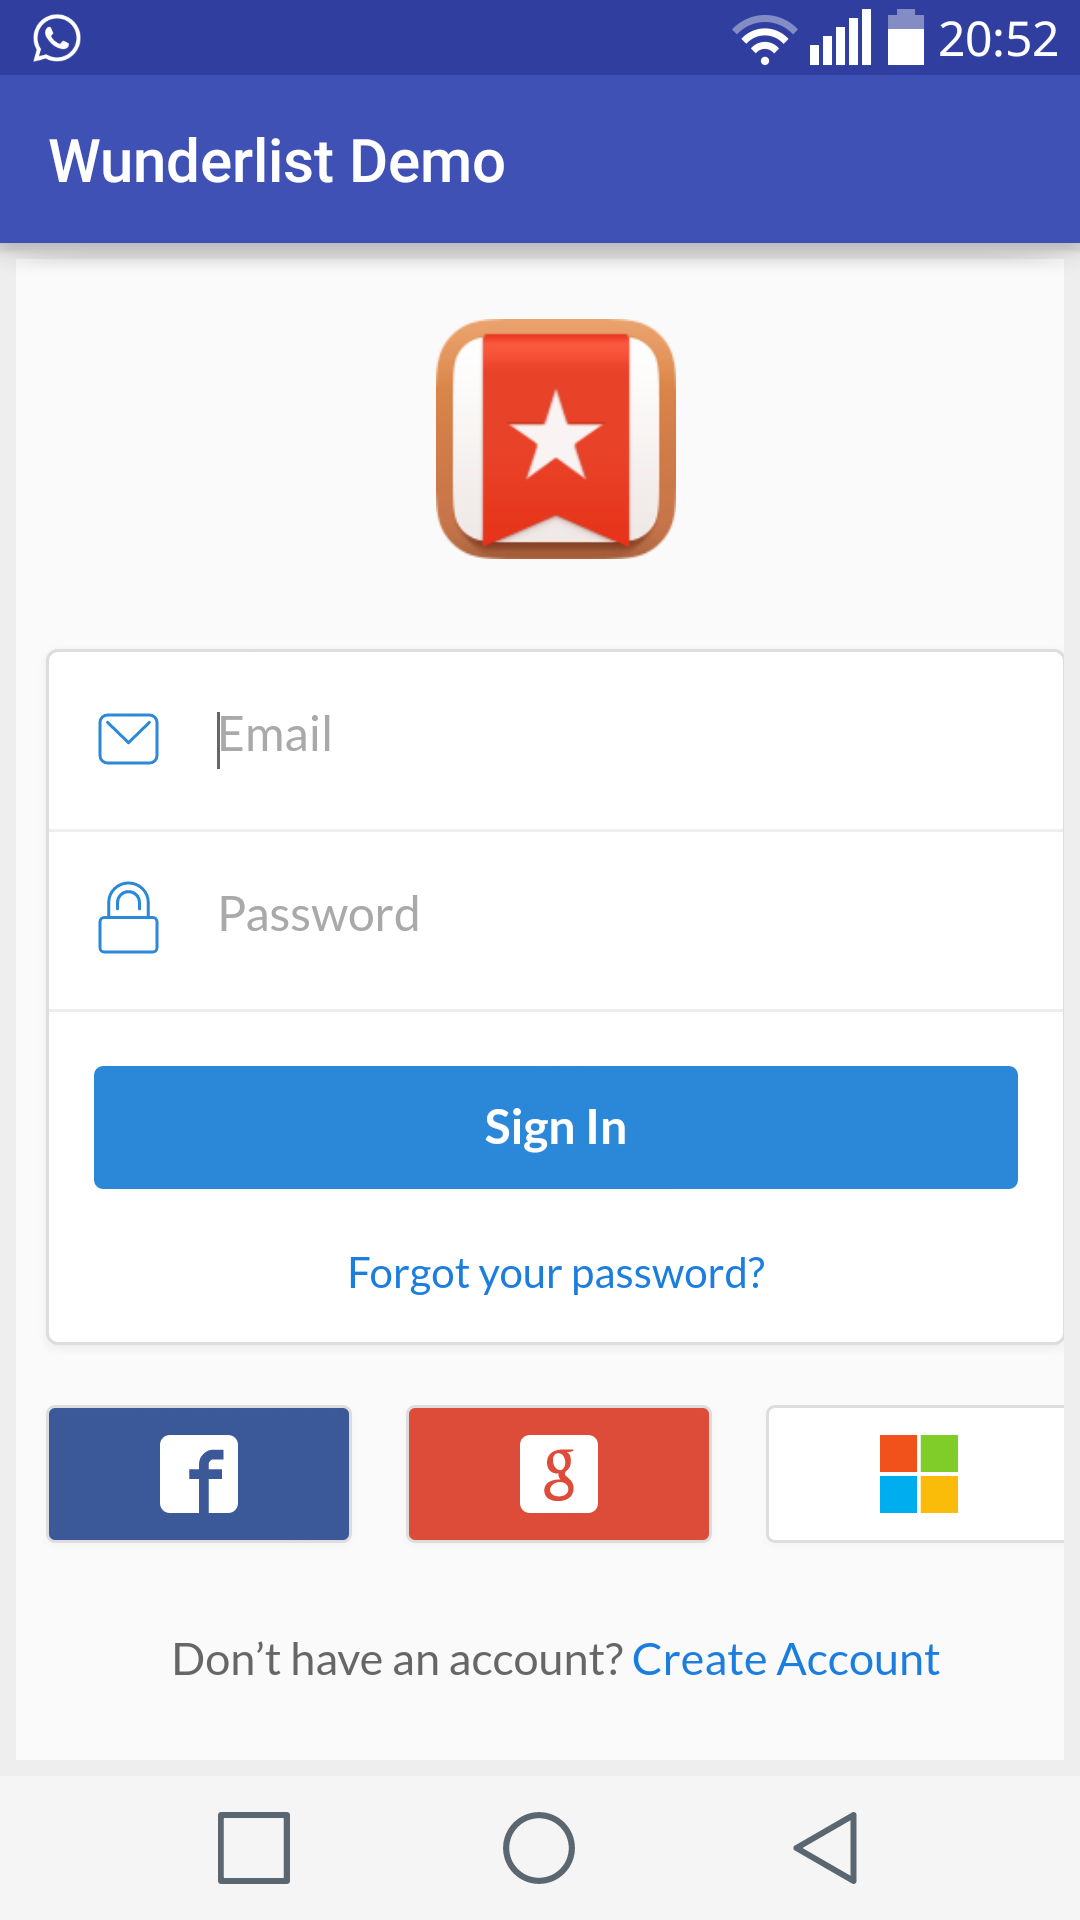 20:52
Wunderlist Demo
Email
Password
Sign In
Forgot your password?
f
g
Don’t have an account? Create Account